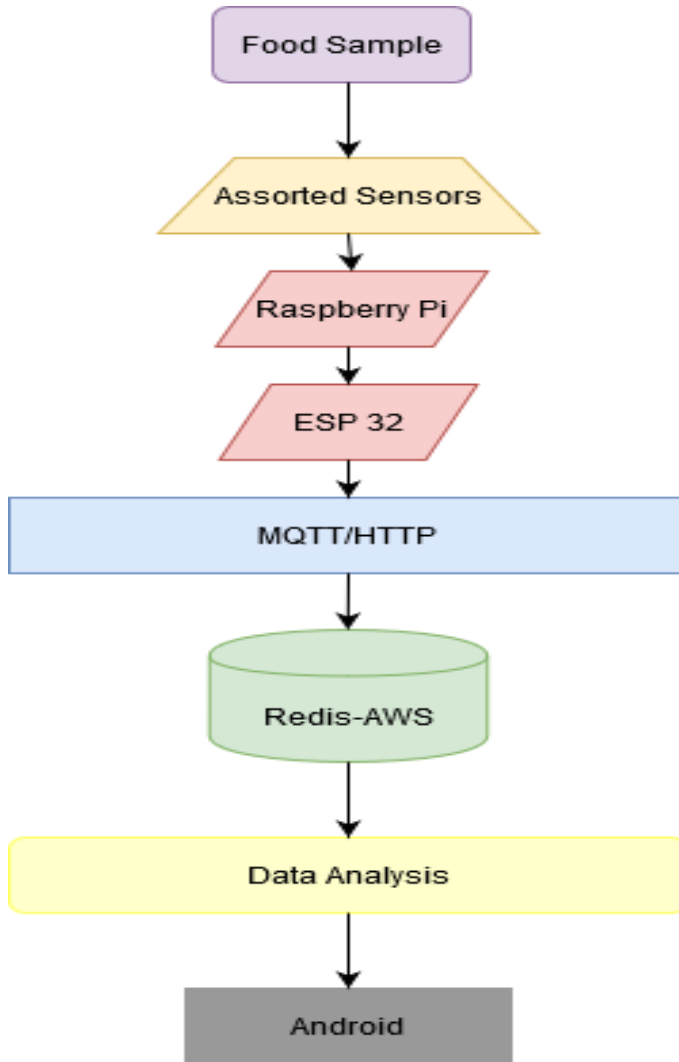 Food Sample
Assorted Sensors
Raspberry Pi
ESP 32
MQTT/HTTP
Redis-AWS
Data Analysis
Android